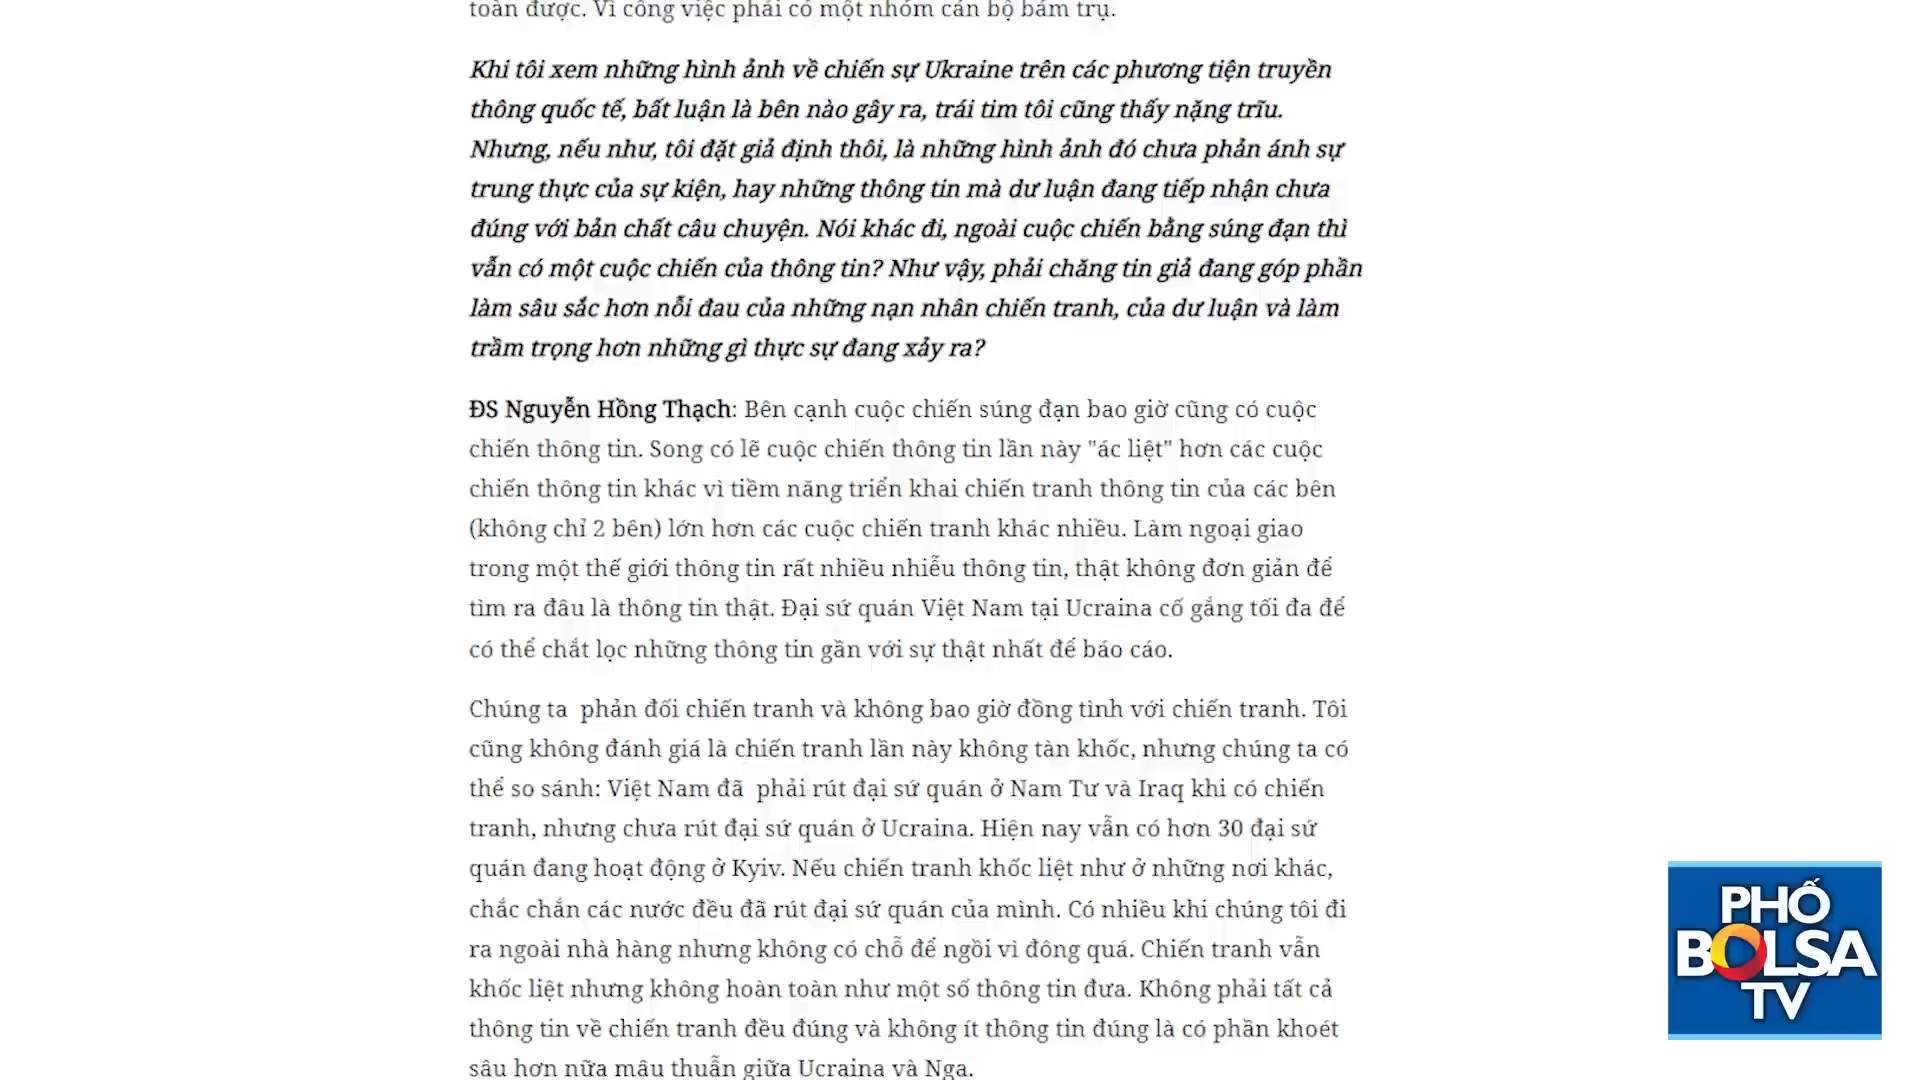 toàn được. Vì công việc phải có một nhóm cán bộ bám trụ.
Khi tôi xem những hình ảnh về chiến sự Ukraine trên các phương tiện truyền
thông quốc tế, bất luận là bên nào gây ra, trái tim tôi cũng thấy nặng trĩu.
Nhưng, nếu như, tôi đặt giả định thôi, là những hình ảnh đó chưa phản ánh sự
trung thực của sự kiện, hay những thông tin mà dư luận đang tiếp nhận chưa
đúng với bản chất câu chuyện. Nói khác đi, ngoài cuộc chiến bằng súng đạn thì
vẫn có một cuộc chiến của thông tin? Như vậy, phải chăng tin giả đang góp phần
làm sâu sắc hơn nỗi đau của những nạn nhân chiến tranh, của dư luận và làm
trầm trọng hơn những gì thực sự đang xảy ra?
ĐS Nguyễn Hồng Thạch: Bên cạnh cuộc chiến súng đạn bao giờ cũng có cuộc
chiến thông tin. Song có lẽ cuộc chiến thông tin lần này "ác liệt" hơn các cuộc
chiến thông tin khác vì tiềm năng triển khai chiến tranh thông tin của các bên
(không chỉ 2 bên) lớn hơn các cuộc chiến tranh khác nhiều. Làm ngoại giao
trong một thế giới thông tin rất nhiều nhiễu thông tin, thật không đơn giản để
tìm ra đâu là thông tin thật. Đại sứ quán Việt Nam tại Ucraina cố gắng tối đa để
có thể chắt lọc những thông tin gần với sự thật nhất để báo cáo.
Chúng ta  phản đối chiến tranh và không bao giờ đồng tình với chiến tranh. Tôi
cũng không đánh giá là chiến tranh lần này không tàn khốc, nhưng chúng ta có
thể so sánh: Việt Nam đã  phải rút đại sứ quán ở Nam Tư và Iraq khi có chiến
tranh, nhưng chưa rút đại sứ quán ở Ucraina. Hiện nay vẫn có hơn 30 đại sứ
quán đang hoạt động ở Kyiv. Nếu chiến tranh khốc liệt như ở những nơi khác,
chắc chắn các nước đều đã rút đại sứ quán của mình. Có nhiều khi chúng tôi đi
ra ngoài nhà hàng nhưng không có chỗ để ngồi vì đông quá. Chiến tranh vẫn
khốc liệt nhưng không hoàn toàn như một số thông tin đưa. Không phải tất cả
thông tin về chiến tranh đều đúng và không ít thông tin đúng là có phần khoét
sâu hơn nữa mâu thuẫn giữa Ucraina và Nga.
PHỐ
BOLSA
TV